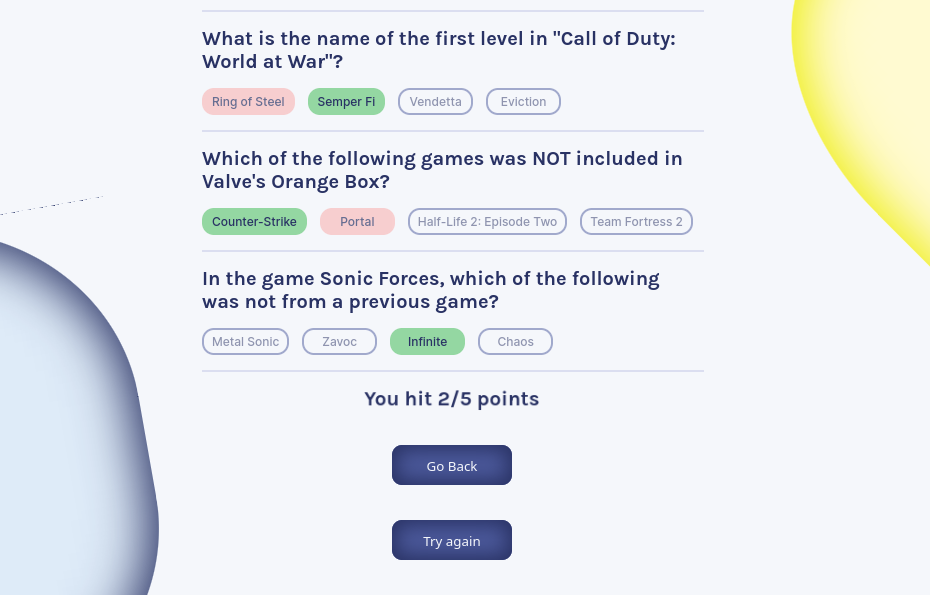 What is the name of the first level in "Call of Duty:
World at War"?
Ring of Steel Semper Fi Vendetta Eviction
Which of the following games was NOT included in
Valve's Orange Box?
Counter-Strike Portal Half-Life 2: Episode Two Team Fortress 2
In the game Sonic Forces, which of the following
was not from a previous game?
Metal Sonic Zavoc Infinite Chaos
You hit 2/5 points
Go Back
Try again